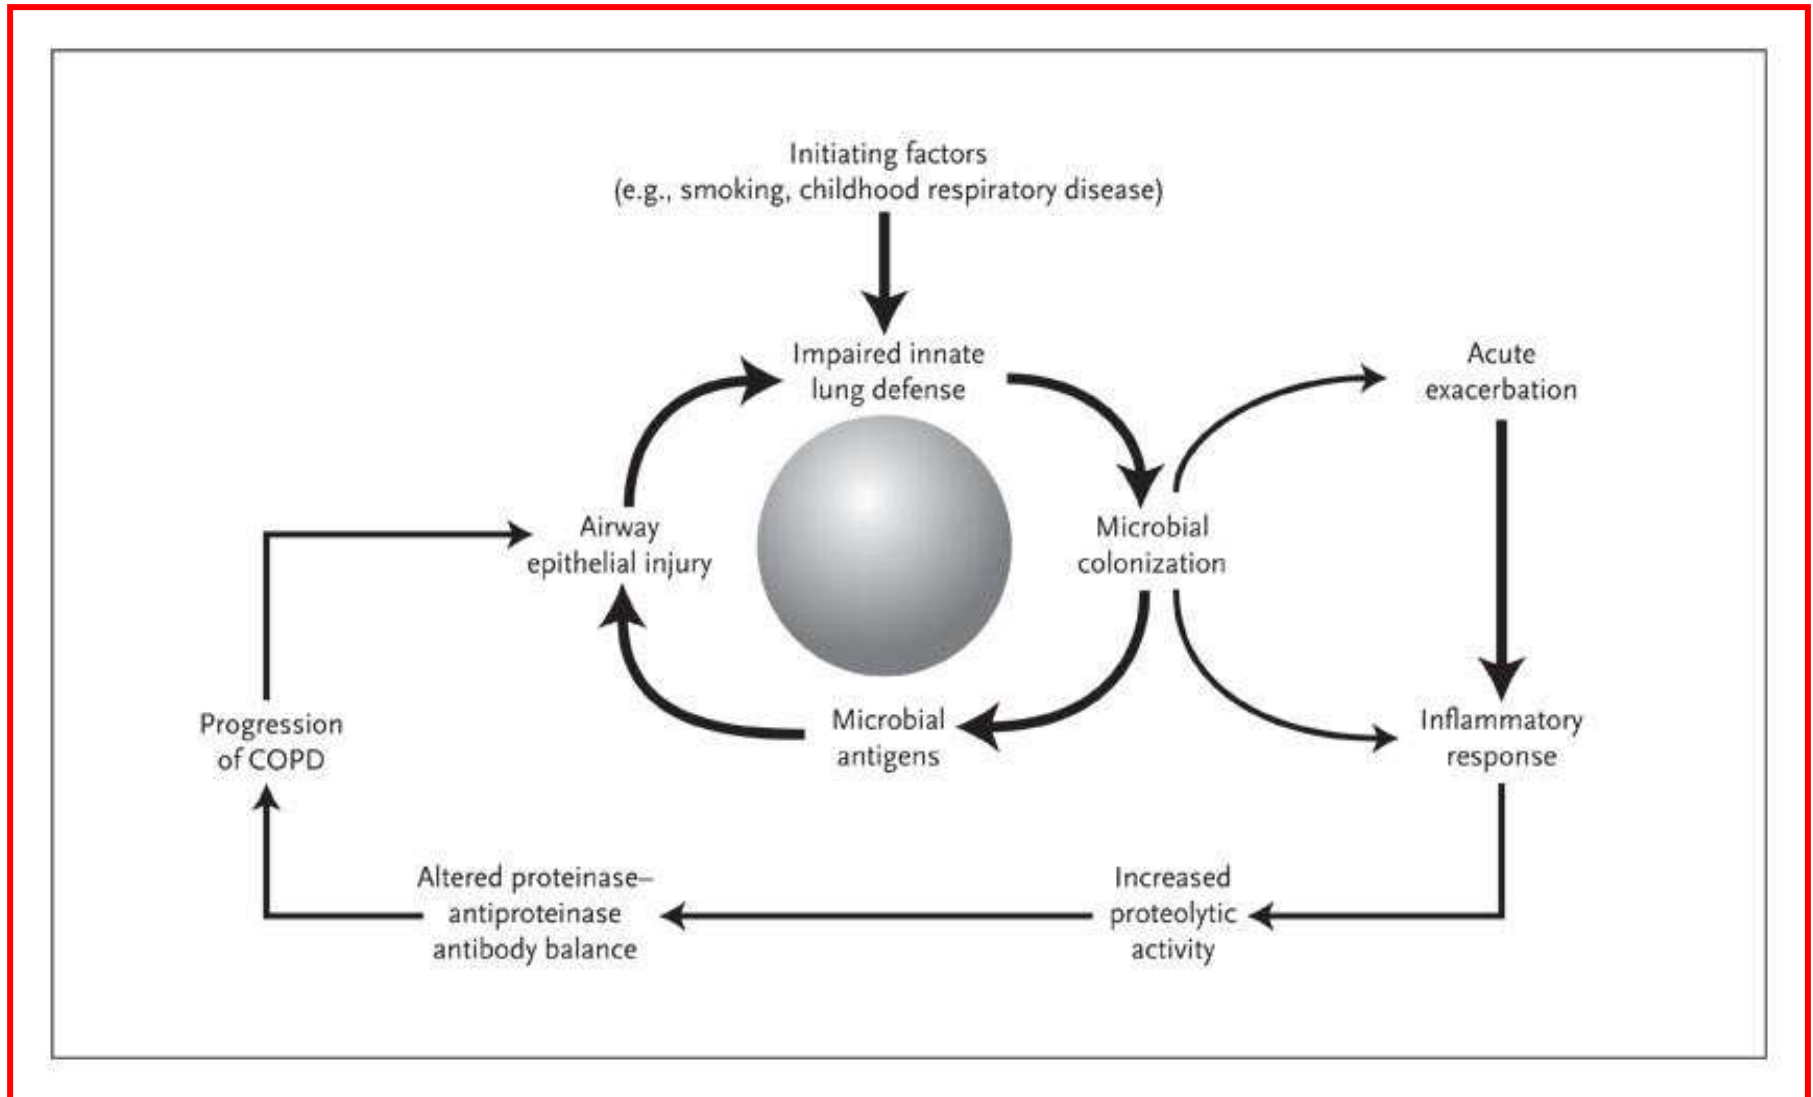 Initiating factors
(e.g., smoking, childhood respiratory disease)
Impaired innate
lung defense
Acute
exacerbation
Airway
epithelial injury
Microbial
colonization
Progression
of COPD
Microbial
antigens
Inflammatory
response
Altered proteinase–
antiproteinase
antibody balance
Increased
proteolytic
activity